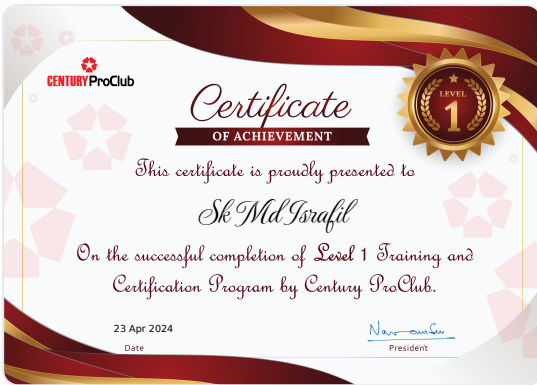 CENTURY ProClub
LEVEL
1
Certificate
OF ACHIEVEMENT
This certificate is proudly presented to
Sk Md Israfil
On the successful completion of Level 1 Training and
Certification Program by Century ProClub.
23 Apr 2024
Date
President